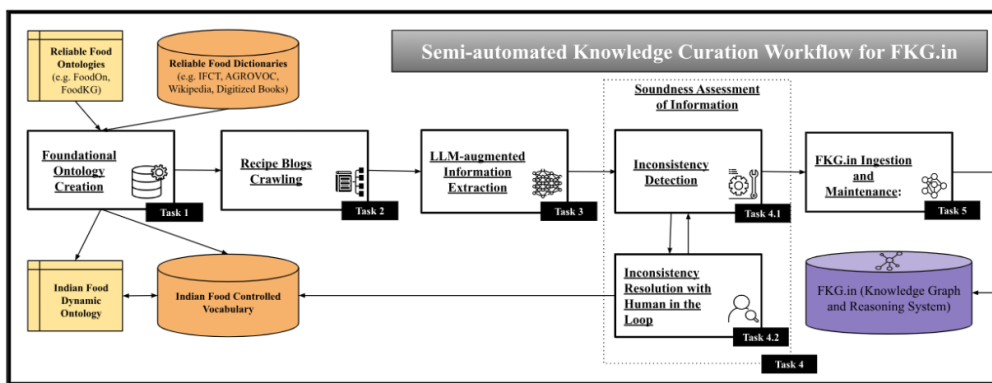 Semi-automated Knowledge Curation Workflow for FKG.in
Reliable Food
Ontologies
(e.g. FoodOn,
FoodKG)
Reliable Food Dictionaries
(e.g. IFCT, AGROVOC,
Wikipedia, Digitized Books)
Soundness Assessment
of Information
Foundational
Ontology
Creation
Task 1
Recipe Blogs
Crawling
Task 2
LLM-augmented
Information
Extraction
Task 3
Inconsistency
Detection
Task 4.1
FKG.in Ingestion
and
Maintenance:
Task 5
Indian Food
Dynamic
Ontology
Indian Food Controlled
Vocabulary
Inconsistency
Resolution with
Human in the
Loop
Task 4.2
Task 4
FKG.in (Knowledge Graph
and Reasoning System)